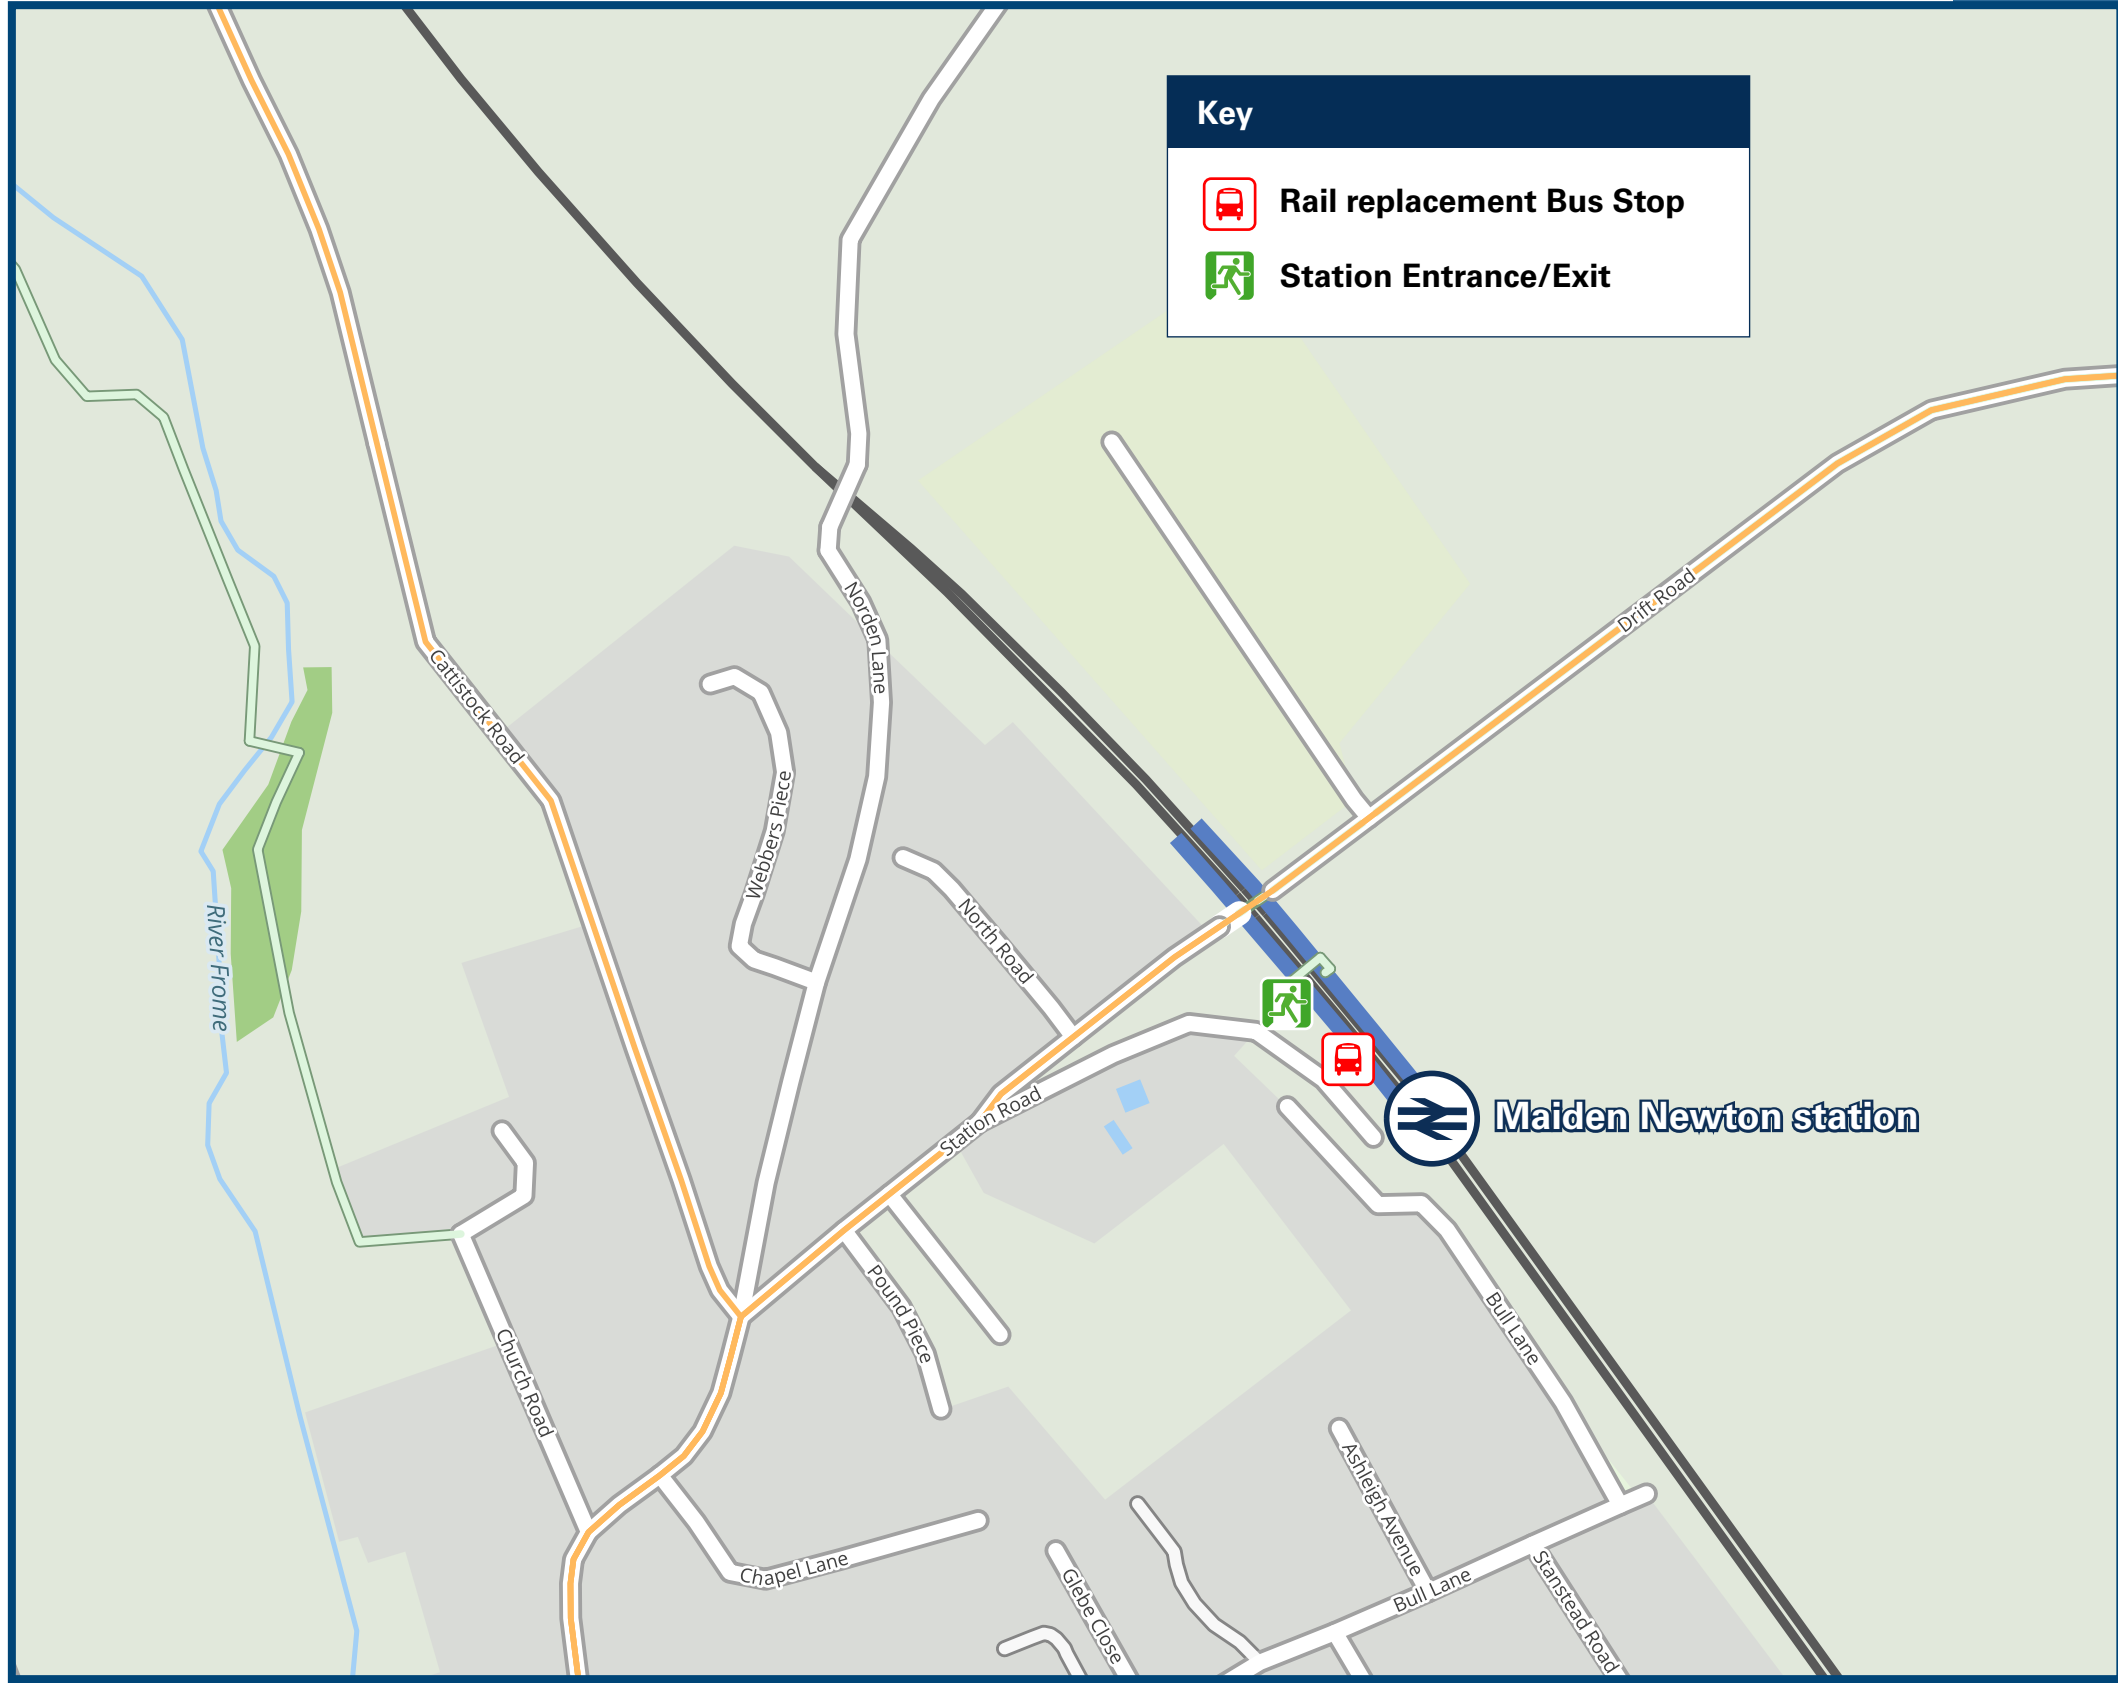 Key
Rail replacement Bus Stop
Station Entrance/Exit
Drift Road
Norden Lane
Cattistock Road
Webbers Piece
North Road
River Frome
Station Road
Maiden Newton station
Pound Piece
Bull Lane
Church Road
Ashleigh Avenue
Chapel Lane
Bull Lane
Glebe Close
Stanstead Road